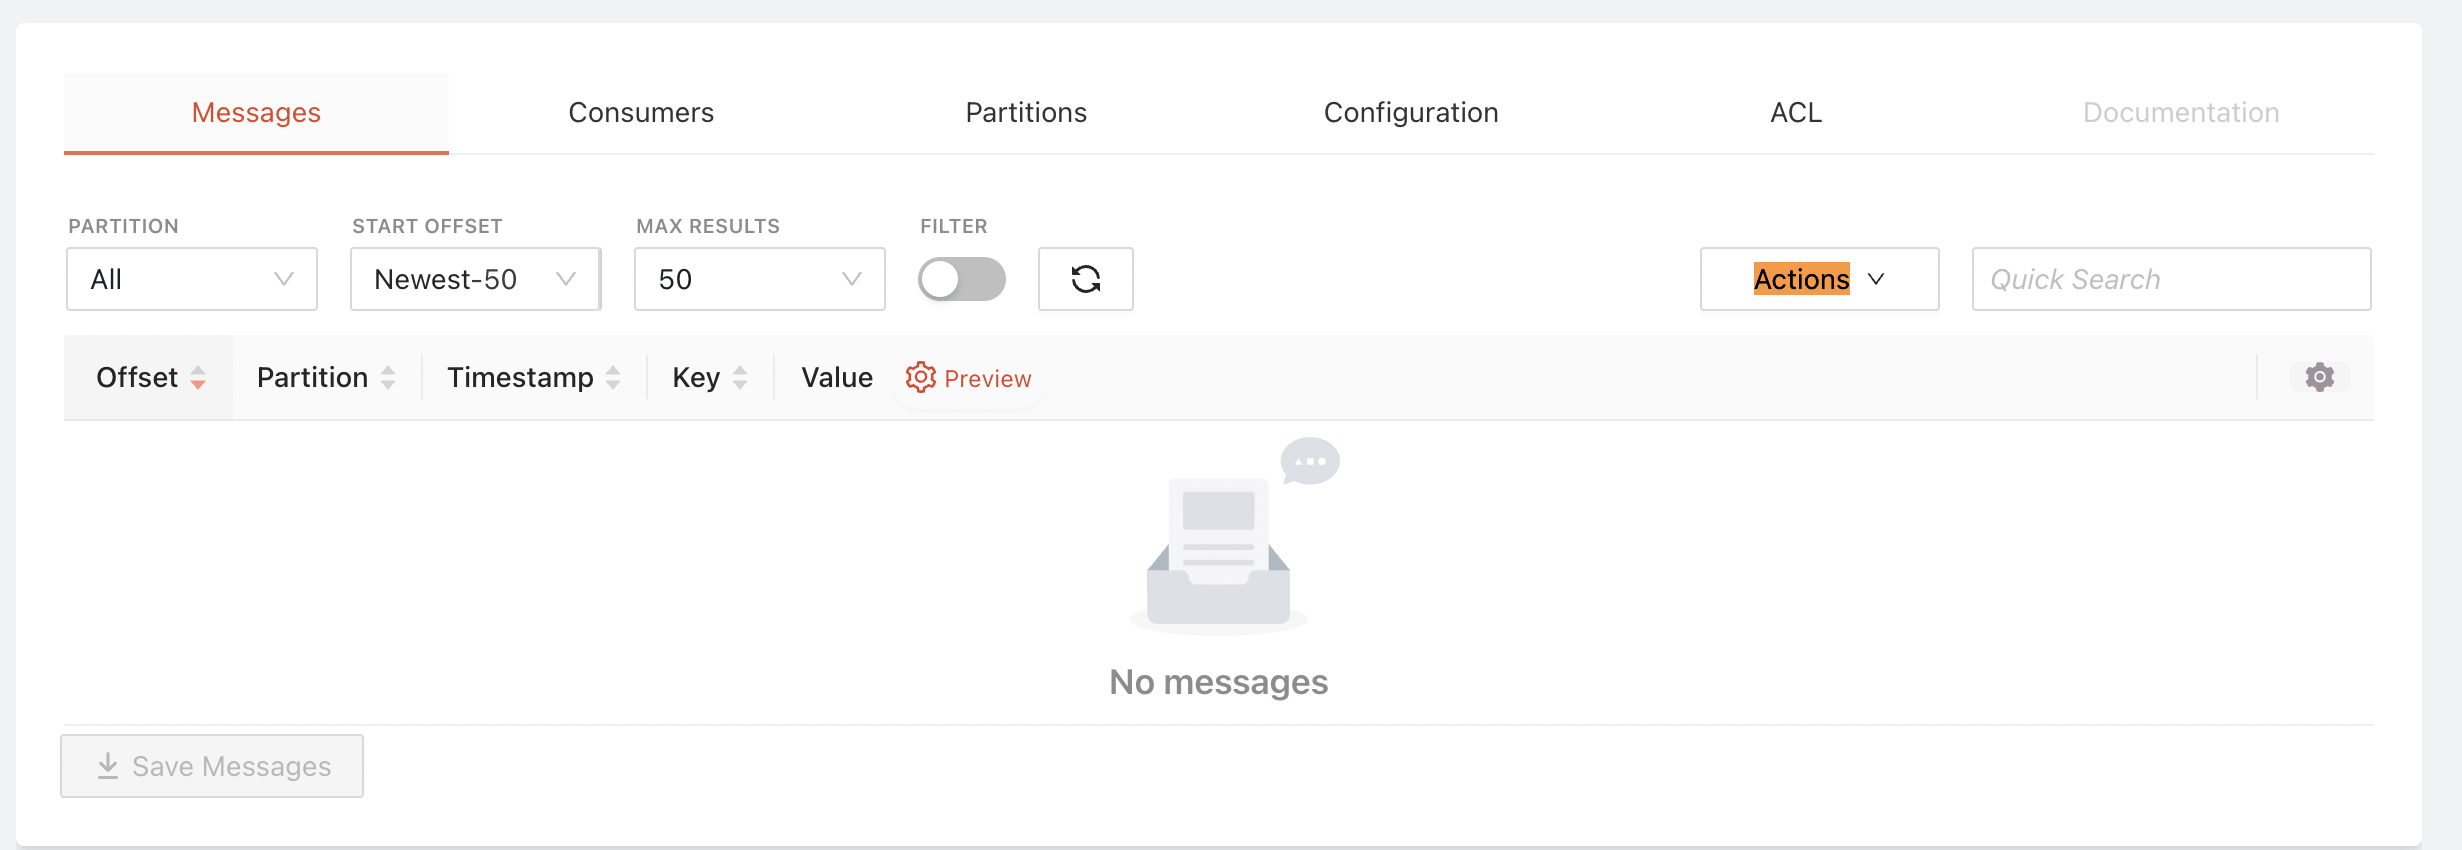 Messages Consumers Partitions Configuration ACL Documentation
PARTITION START OFFSET MAX RESULTS FILTER
All Newest-50 50 Actions Quick Search
Offset Partition Timestamp Key Value Preview
No messages
Save Messages